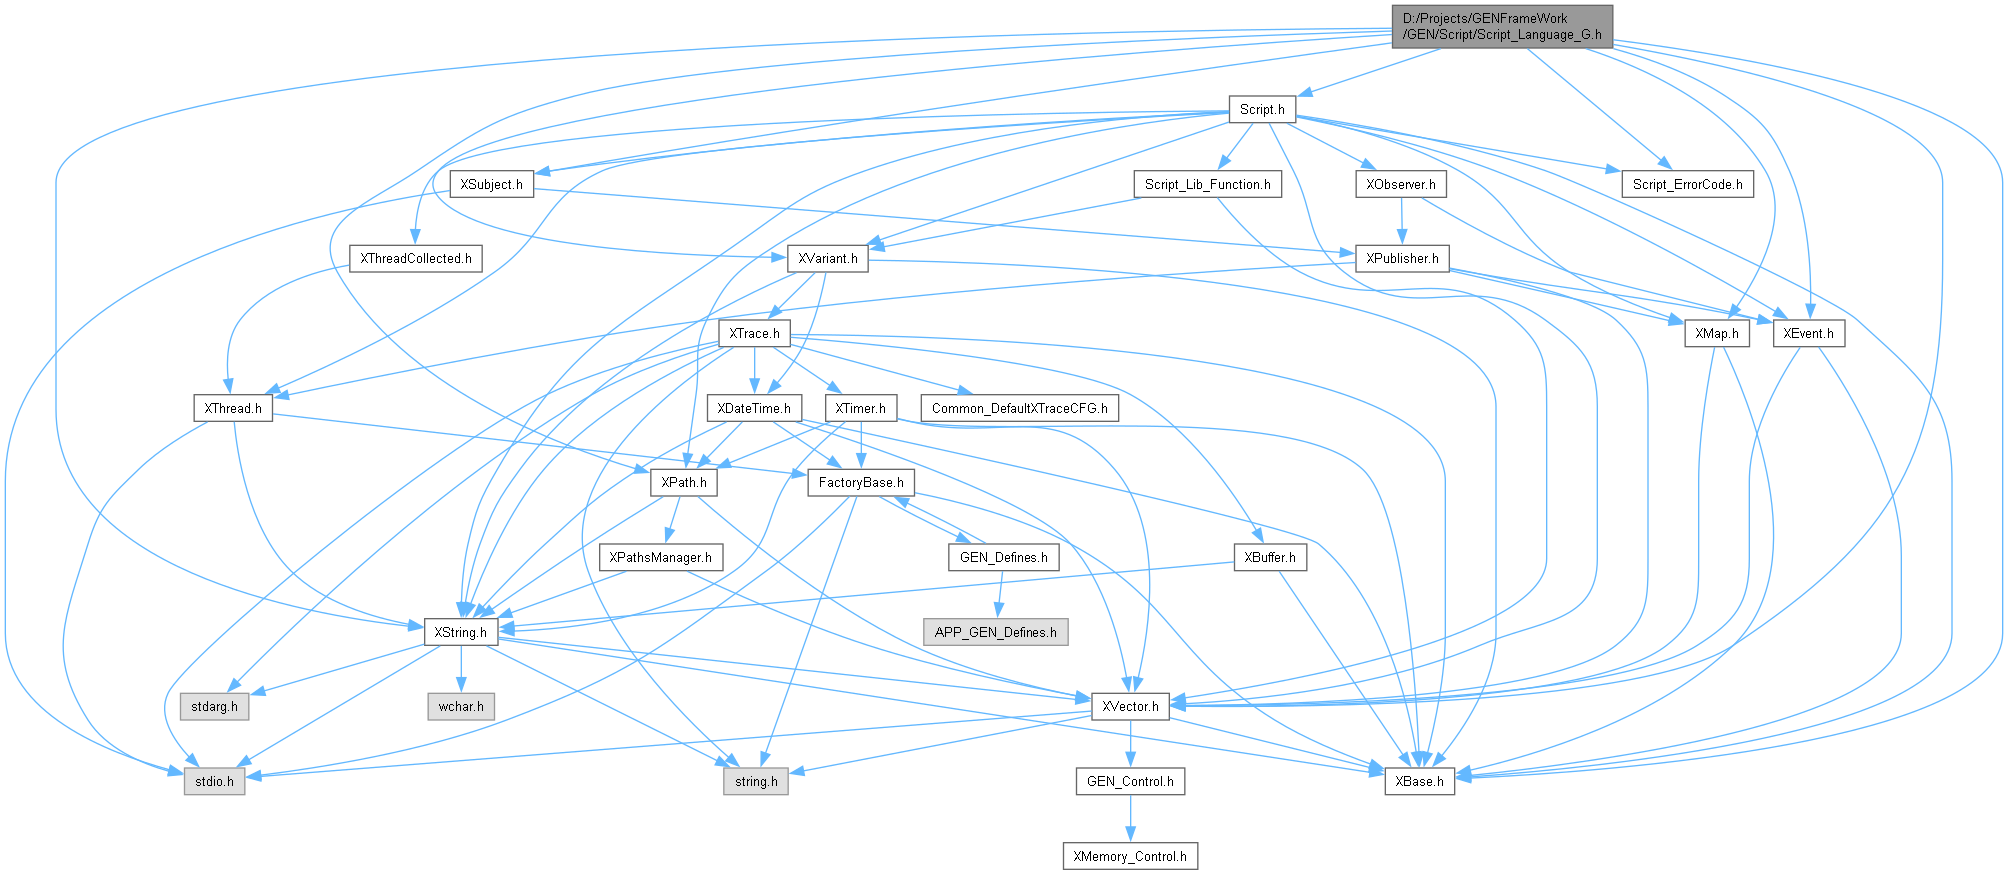 D:/Projects/GENFrameWork
/GEN/Script/Script_Language_G.h
Script.h
XSubject.h
Script_Lib_Function.h
XObserver.h
Script_ErrorCode.h
XThreadCollected.h
XVariant.h
XPublisher.h
XTrace.h
XMap.h
XEvent.h
XThread.h
XDateTime.h
XTimer.h
Common_DefaultXTraceCFG.h
XPath.h
FactoryBase.h
XPathsManager.h
GEN_Defines.h
XBuffer.h
XString.h
APP_GEN_Defines.h
stdarg.h
wchar.h
XVector.h
stdio.h
string.h
GEN_Control.h
XBase.h
XMemory_Control.h